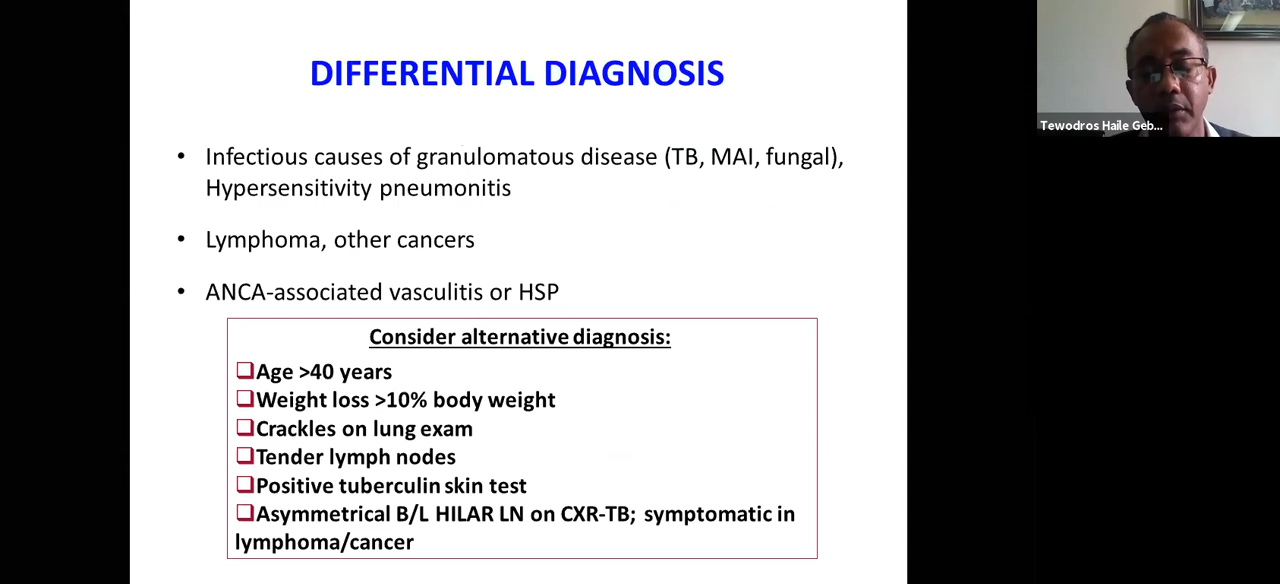 DIFFERENTIAL DIAGNOSIS
• Infectious causes of granulomatous disease (TB, MAI, fungal),
Hypersensitivity pneumonitis
• Lymphoma, other cancers
• ANCA-associated vasculitis or HSP
Consider alternative diagnosis:
❑Age >40 years
❑Weight loss >10% body weight
❑Crackles on lung exam
❑Tender lymph nodes
❑Positive tuberculin skin test
❑Asymmetrical B/L HILAR LN on CXR-TB; symptomatic in
lymphoma/cancer
Tewodros Haile Geb...